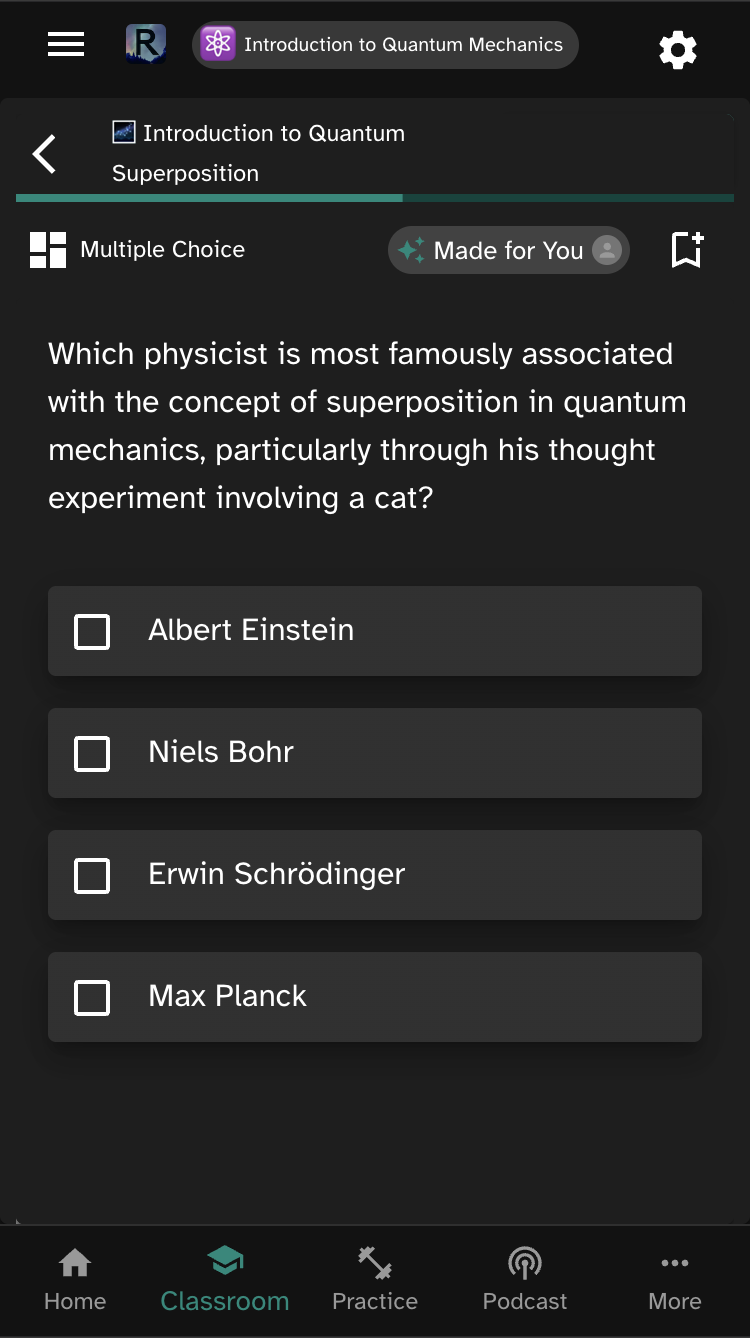 R
Introduction to Quantum Mechanics
Introduction to Quantum
Superposition
Multiple Choice
Made for You
Which physicist is most famously associated
with the concept of superposition in quantum
mechanics, particularly through his thought
experiment involving a cat?
Albert Einstein
Niels Bohr
Erwin Schrödinger
Max Planck
Home
Classroom
Practice
Podcast
More